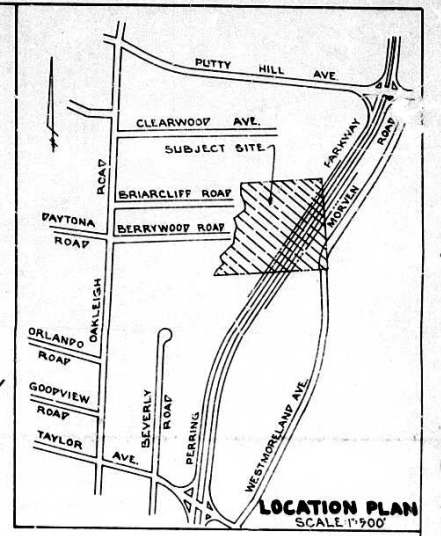 PUTTY HILL AVE.
CLEARWOOD AVE.
SUBJECT SITE
PARKWAY
ROAD
MORVEN
ROAD
BRIARCLIFF ROAD
DAYTONA
ROAD
BERRYWOOD ROAD
OAKLEIGH
ORLANDO
ROAD
GOODVIEW
ROAD
BEVERLY
ROAD
PERRING
WESTMORELAND AVE.
TAYLOR AVE.
LOCATION PLAN
SCALE:1"=500'